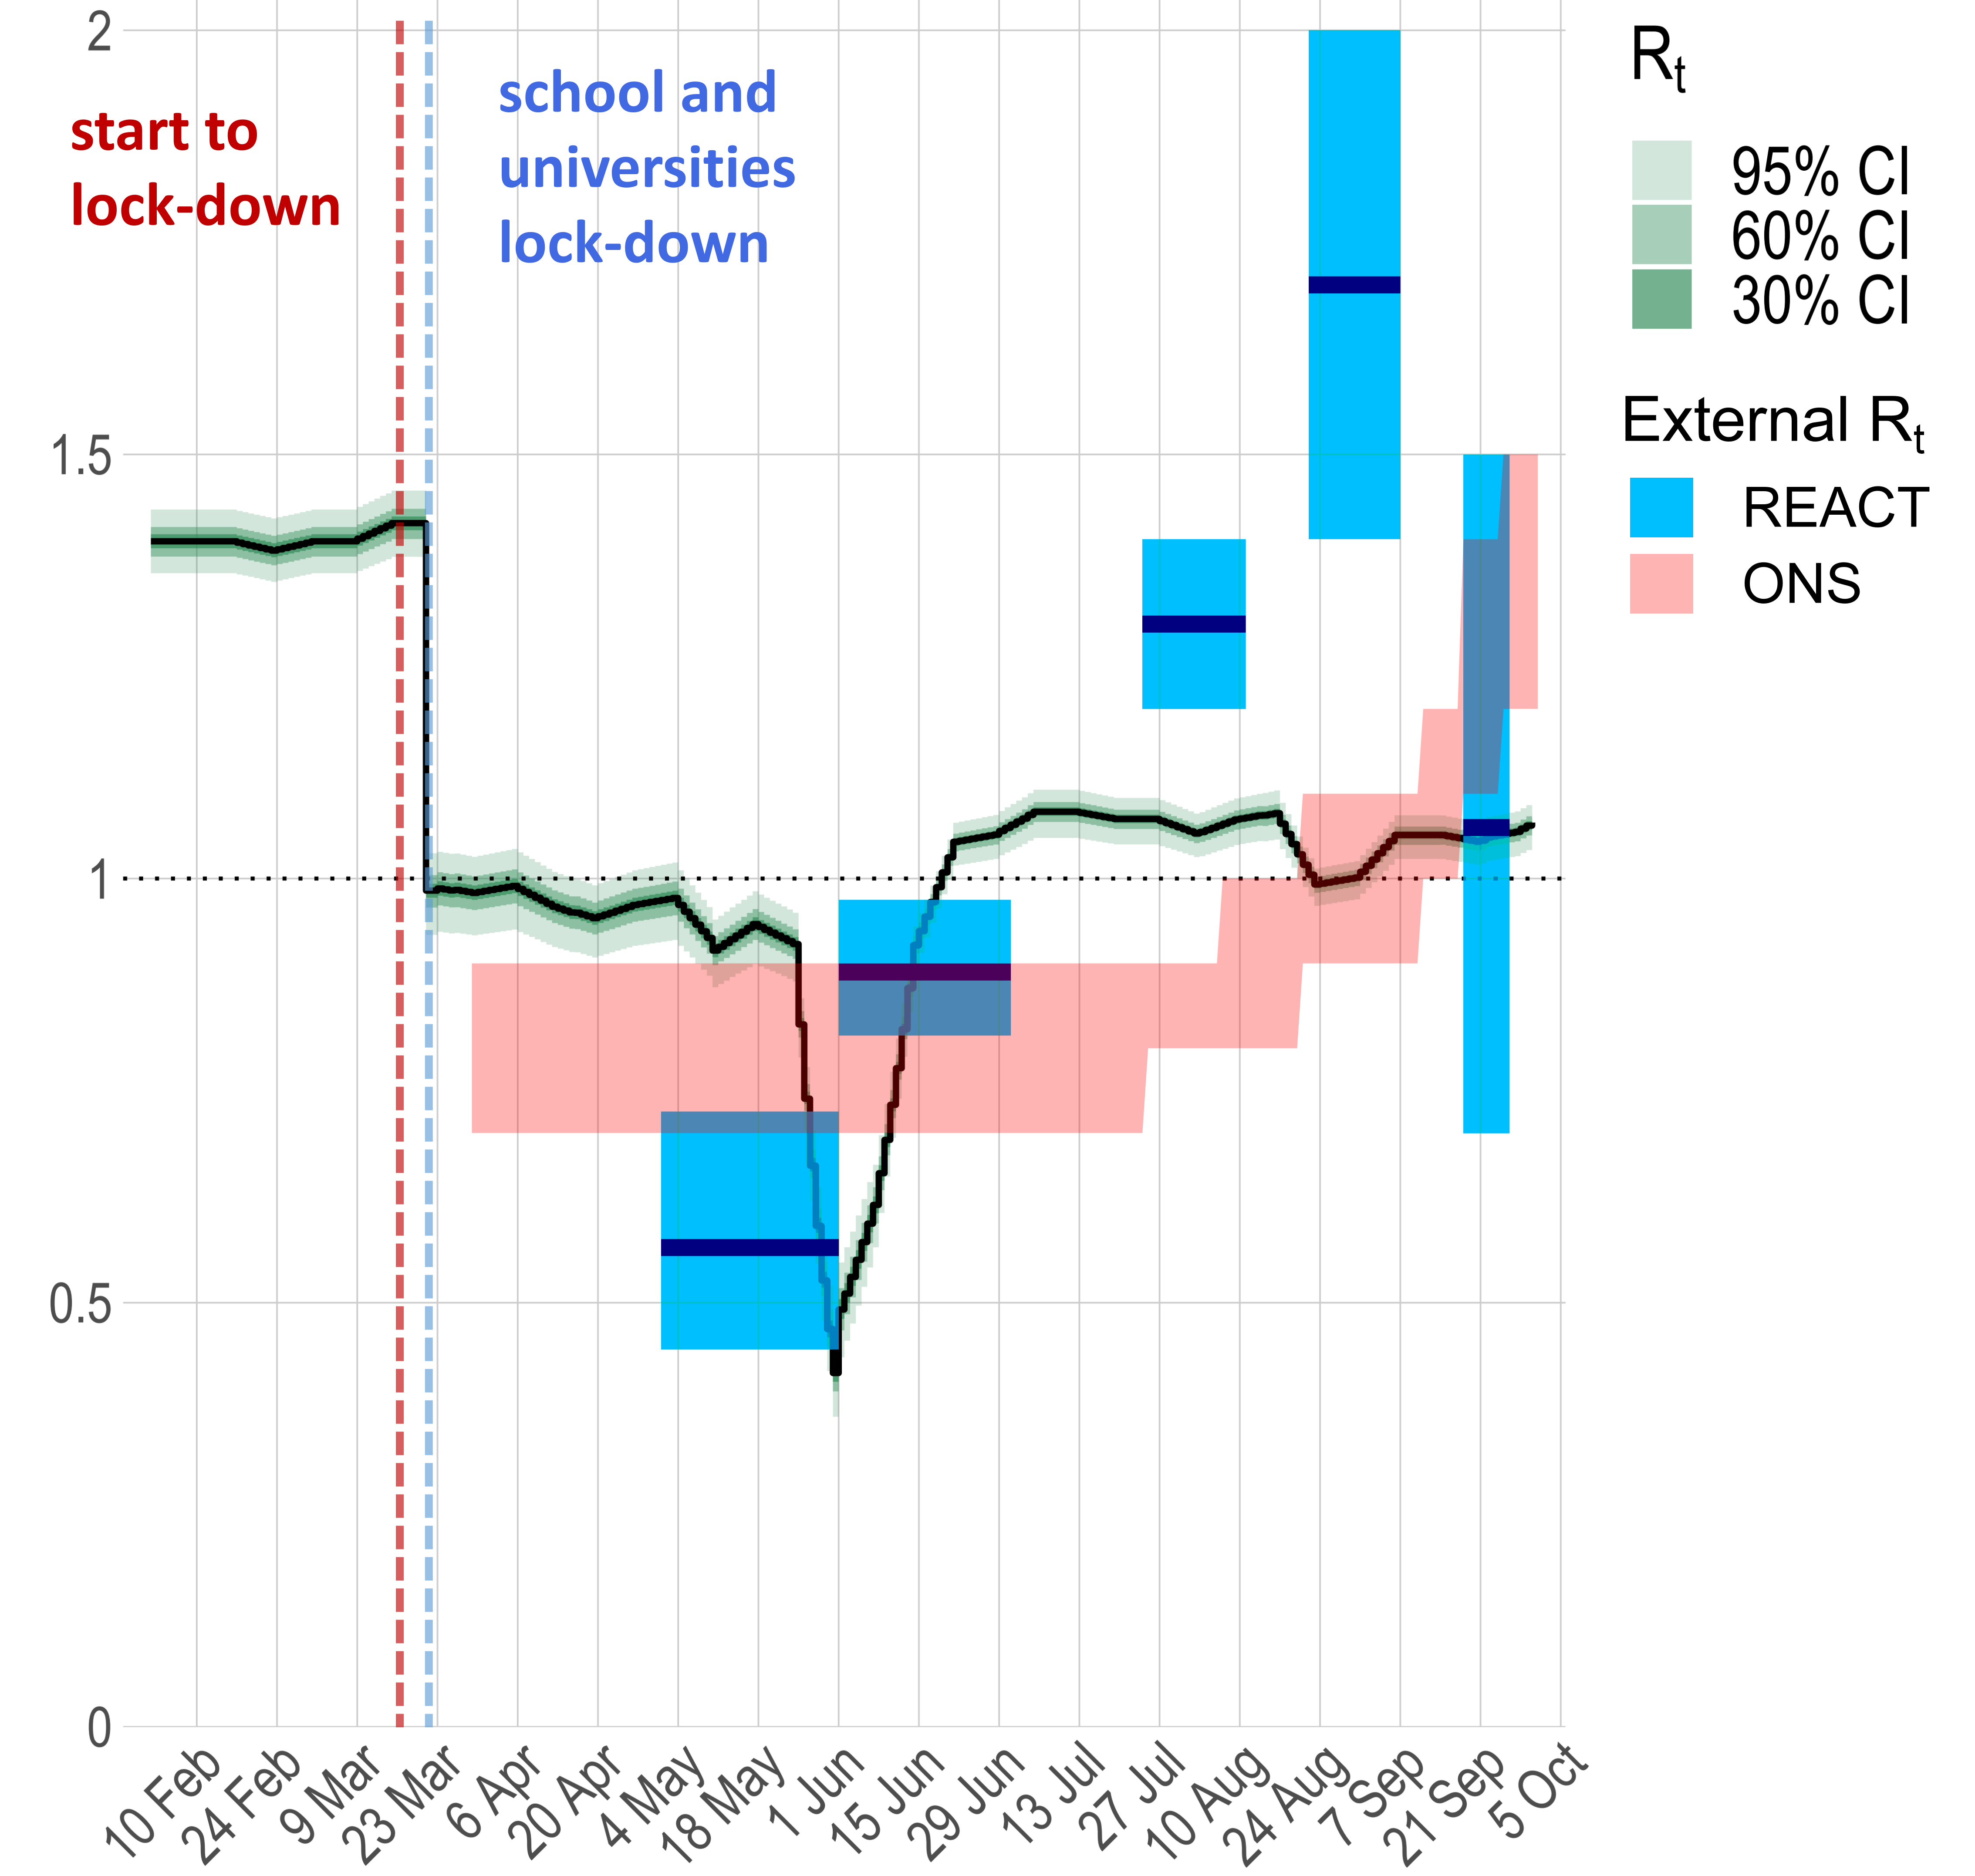 2
1.5
1
0.5
0
start to
lock-down
school and
universities
lock-down
Rt
95% CI
60% CI
30% CI
External Rt
REACT
ONS
10 Feb
24 Feb
9 Mar
23 Mar
6 Apr
20 Apr
4 May
18 May
1 Jun
15 Jun
29 Jun
13 Jul
27 Jul
10 Aug
24 Aug
7 Sep
21 Sep
5 Oct